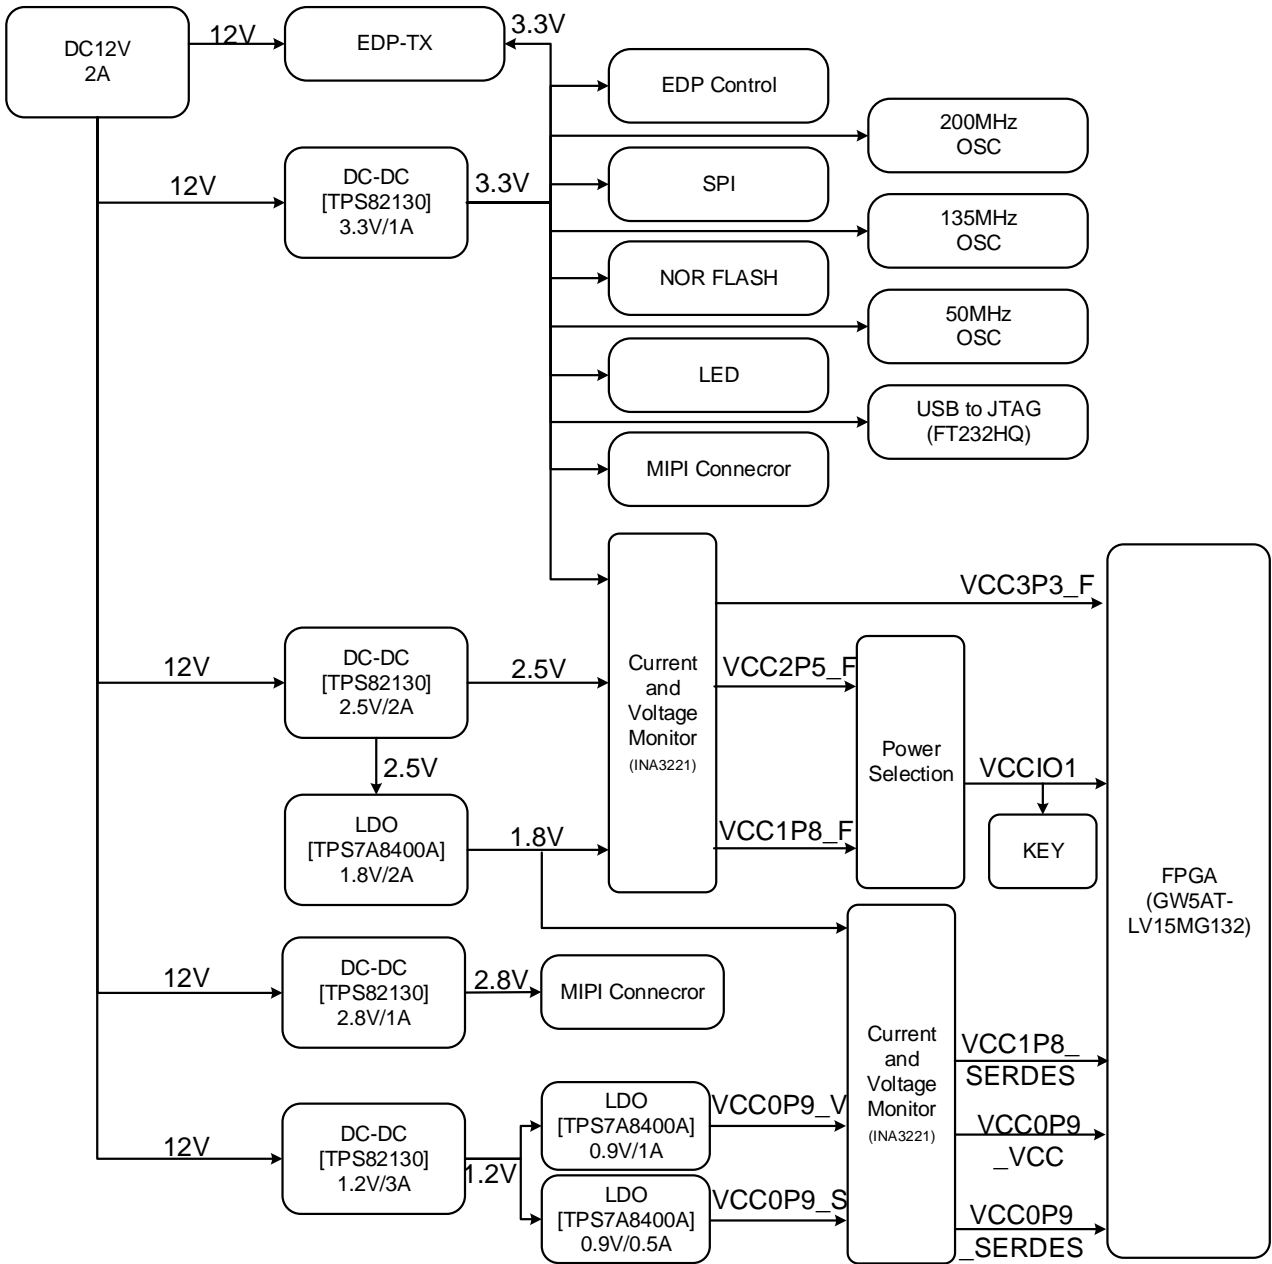 DC12V
2A
12V
EDP-TX
3.3V
EDP Control
200MHz
OSC
12V
DC-DC
[TPS82130]
3.3V/1A
3.3V
SPI
135MHz
OSC
NOR FLASH
50MHz
OSC
LED
USB to JTAG
(FT232HQ)
MIPI Connecror
12V
DC-DC
[TPS82130]
2.5V/2A
2.5V
2.5V
LDO
[TPS7A8400A]
1.8V/2A
1.8V
Current
and
Voltage
Monitor
(INA3221)
VCC3P3_F
VCC2P5_F
VCC1P8_F
Power
Selection
VCCIO1
KEY
FPGA
(GW5AT-
LV15MG132)
12V
DC-DC
[TPS82130]
2.8V/1A
2.8V
MIPI Connecror
12V
DC-DC
[TPS82130]
1.2V/3A
1.2V
LDO
[TPS7A8400A]
0.9V/1A
VCC0P9_V
LDO
[TPS7A8400A]
0.9V/0.5A
VCC0P9_S
Current
and
Voltage
Monitor
(INA3221)
VCC1P8_
SERDES
VCC0P9
_VCC
VCC0P9
_SERDES